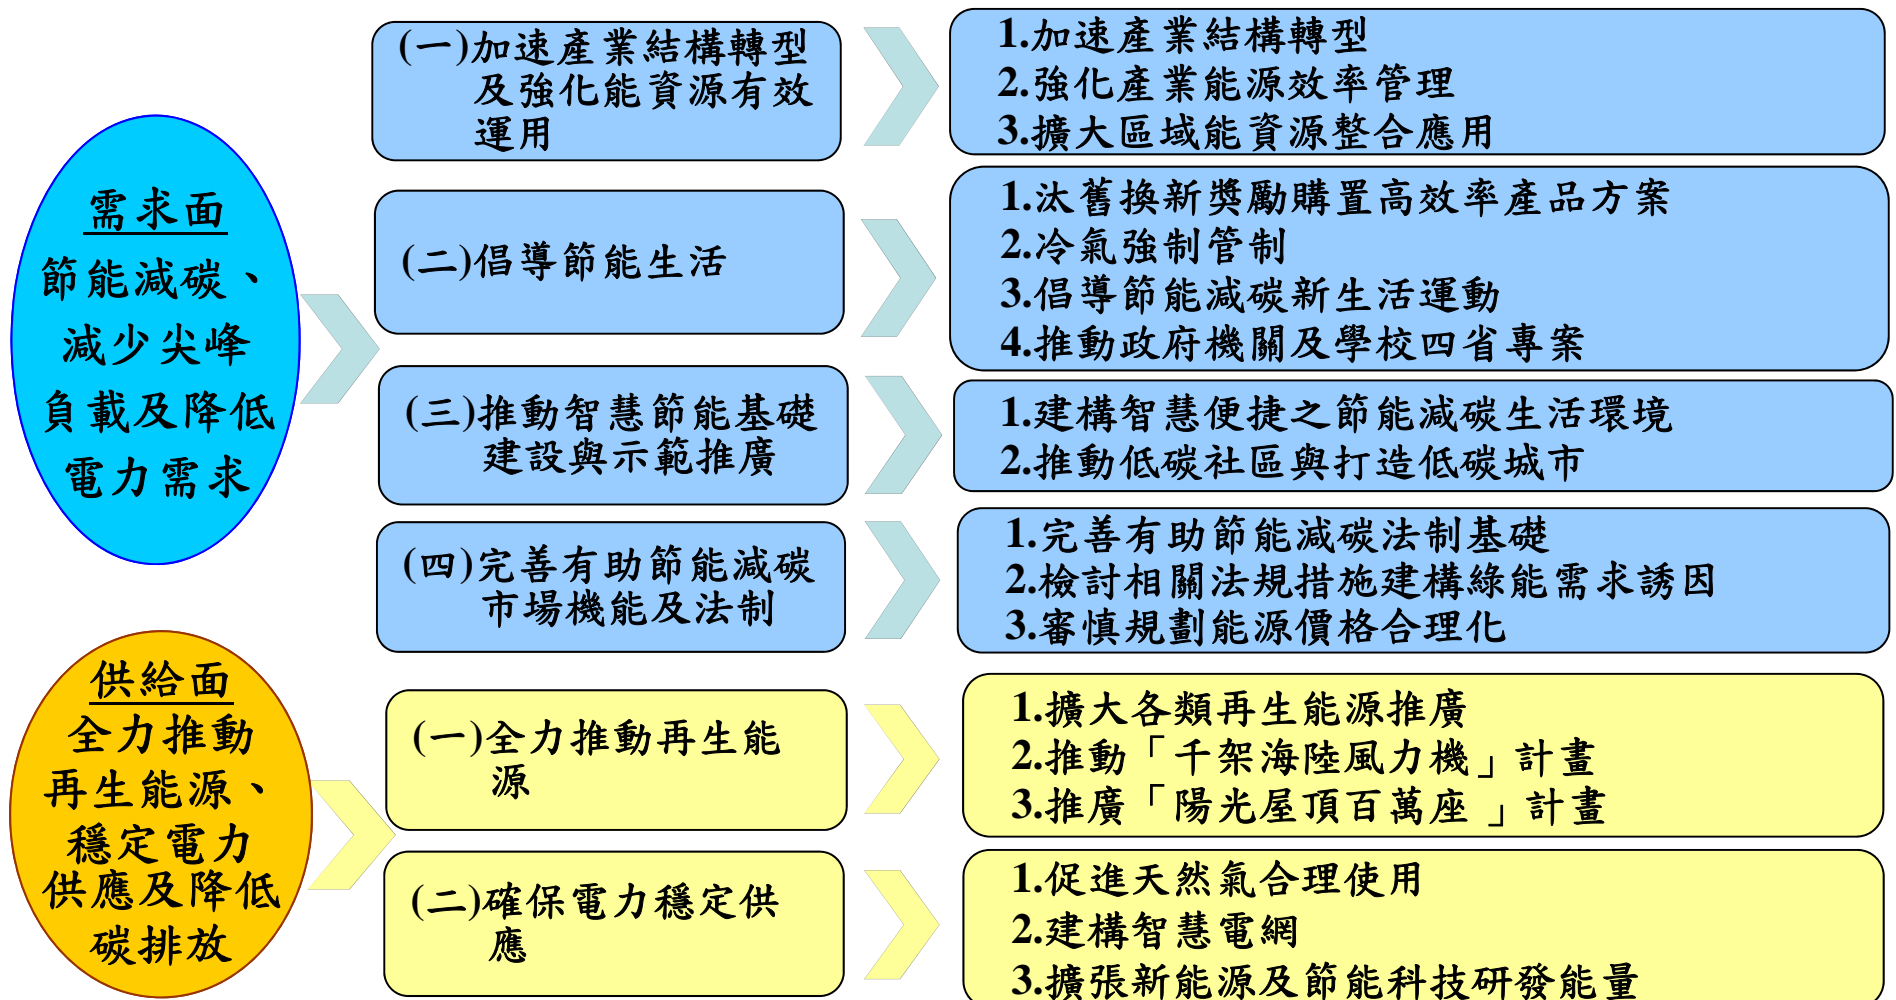 需求面
節能減碳、
減少尖峰
負載及降低
電力需求
(一)加速產業結構轉型
及強化能資源有效
運用
1.加速產業結構轉型
2.強化產業能源效率管理
3.擴大區域能資源整合應用
(二)倡導節能生活
1.汰舊換新獎勵購置高效率產品方案
2.冷氣強制管制
3.倡導節能減碳新生活運動
4.推動政府機關及學校四省專案
(三)推動智慧節能基礎
建設與示範推廣
1.建構智慧便捷之節能減碳生活環境
2.推動低碳社區與打造低碳城市
(四)完善有助節能減碳
市場機能及法制
1.完善有助節能減碳法制基礎
2.檢討相關法規措施建構綠能需求誘因
3.審慎規劃能源價格合理化
供給面
全力推動
再生能源、
穩定電力
供應及降低
碳排放
(一)全力推動再生能
源
1.擴大各類再生能源推廣
2.推動「千架海陸風力機」計畫
3.推廣「陽光屋頂百萬座 」計畫
(二)確保電力穩定供
應
1.促進天然氣合理使用
2.建構智慧電網
3.擴張新能源及節能科技研發能量